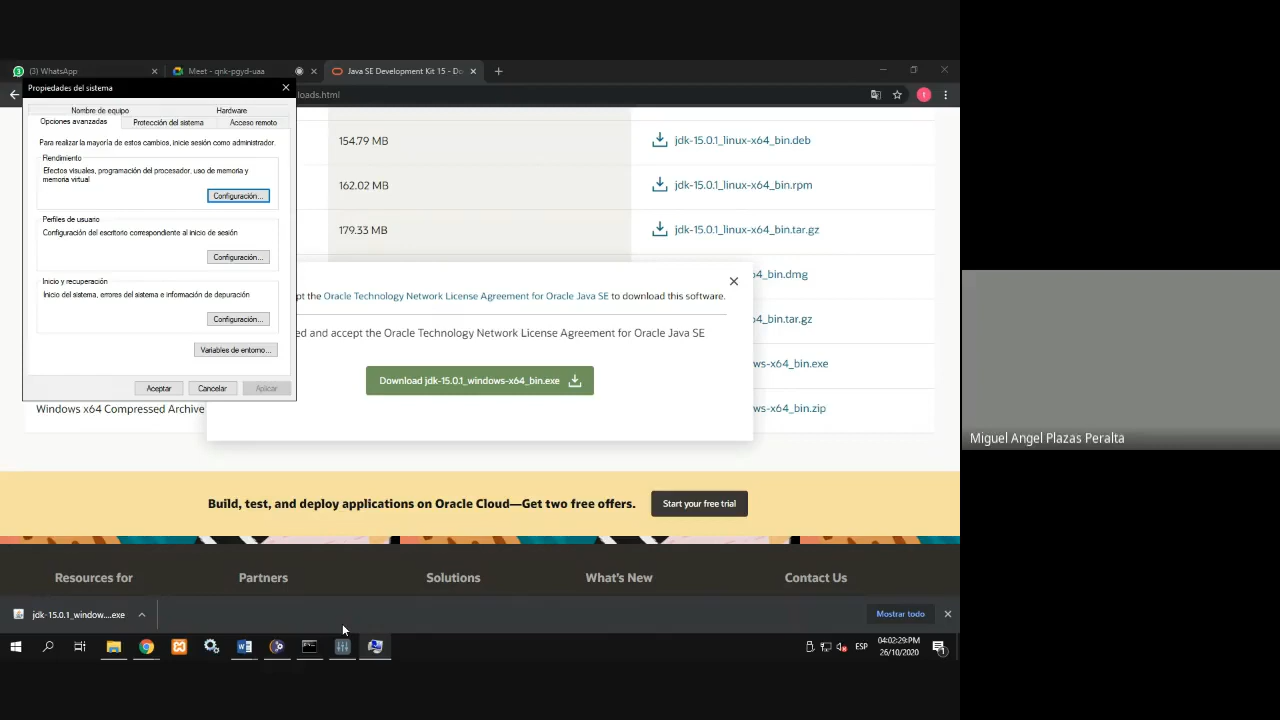 (3) WhatsApp
Meet - qnk-pgyd-uaa
Java SE Development Kit 15 - Do
loads.html
Propiedades del sistema
Nombre de equipo
Hardware
Opciones avanzadas
Protección del sistema
Acceso remoto
Para realizar la mayoría de estos cambios, inicie sesión como administrador.
Rendimiento
Efectos visuales, programación del procesador, uso de memoria y
memoria virtual
Configuración...
Perfiles de usuario
Configuración del escritorio correspondiente al inicio de sesión
Configuración...
Inicio y recuperación
Inicio del sistema, errores del sistema e información de depuración
Configuración...
Variables de entorno...
Aceptar
Cancelar
Aplicar
154.79 MB
jdk-15.0.1_linux-x64_bin.deb
162.02 MB
jdk-15.0.1_linux-x64_bin.rpm
179.33 MB
jdk-15.0.1_linux-x64_bin.tar.gz
4_bin.dmg
4_bin.tar.gz
ws-x64_bin.exe
Windows x64 Compressed Archive
ws-x64_bin.zip
pt the Oracle Technology Network License Agreement for Oracle Java SE to download this software.
ed and accept the Oracle Technology Network License Agreement for Oracle Java SE
Download jdk-15.0.1_windows-x64_bin.exe
Build, test, and deploy applications on Oracle Cloud—Get two free offers.
Start your free trial
Resources for
Partners
Solutions
What's New
Contact Us
jdk-15.0.1_window....exe
Mostrar todo
ESP
04:02:29 PM
26/10/2020
1
Miguel Angel Plazas Peralta